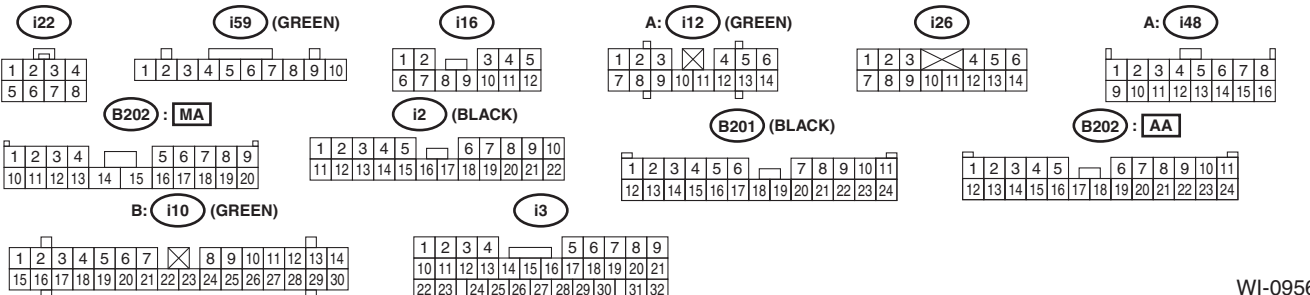 i22
i59 (GREEN)
i16
A: i12 (GREEN)
i26
A: i48
1 2 3 4
5 6 7 8
1 2 3 4 5 6 7 8 9 10
1 2 3 4 5
6 7 8 9 10 11 12
1 2 3 4 5 6
7 8 9 10 11 12 13 14
1 2 3 4 5 6
7 8 9 10 11 12 13 14
1 2 3 4 5 6 7 8
9 10 11 12 13 14 15 16
B202 : MA
i2 (BLACK)
B201 (BLACK)
B202 : AA
1 2 3 4 5 6 7 8 9
10 11 12 13 14 15 16 17 18 19 20
1 2 3 4 5 6 7 8 9 10
11 12 13 14 15 16 17 18 19 20 21 22
1 2 3 4 5 6 7 8 9 10 11
12 13 14 15 16 17 18 19 20 21 22 23 24
1 2 3 4 5 6 7 8 9 10 11
12 13 14 15 16 17 18 19 20 21 22 23 24
B: i10 (GREEN)
i3
1 2 3 4 5 6 7 8 9 10 11 12 13 14
15 16 17 18 19 20 21 22 23 24 25 26 27 28 29 30
1 2 3 4 5 6 7 8 9
10 11 12 13 14 15 16 17 18 19 20 21
22 23 24 25 26 27 28 29 30 31 32
WI-0956